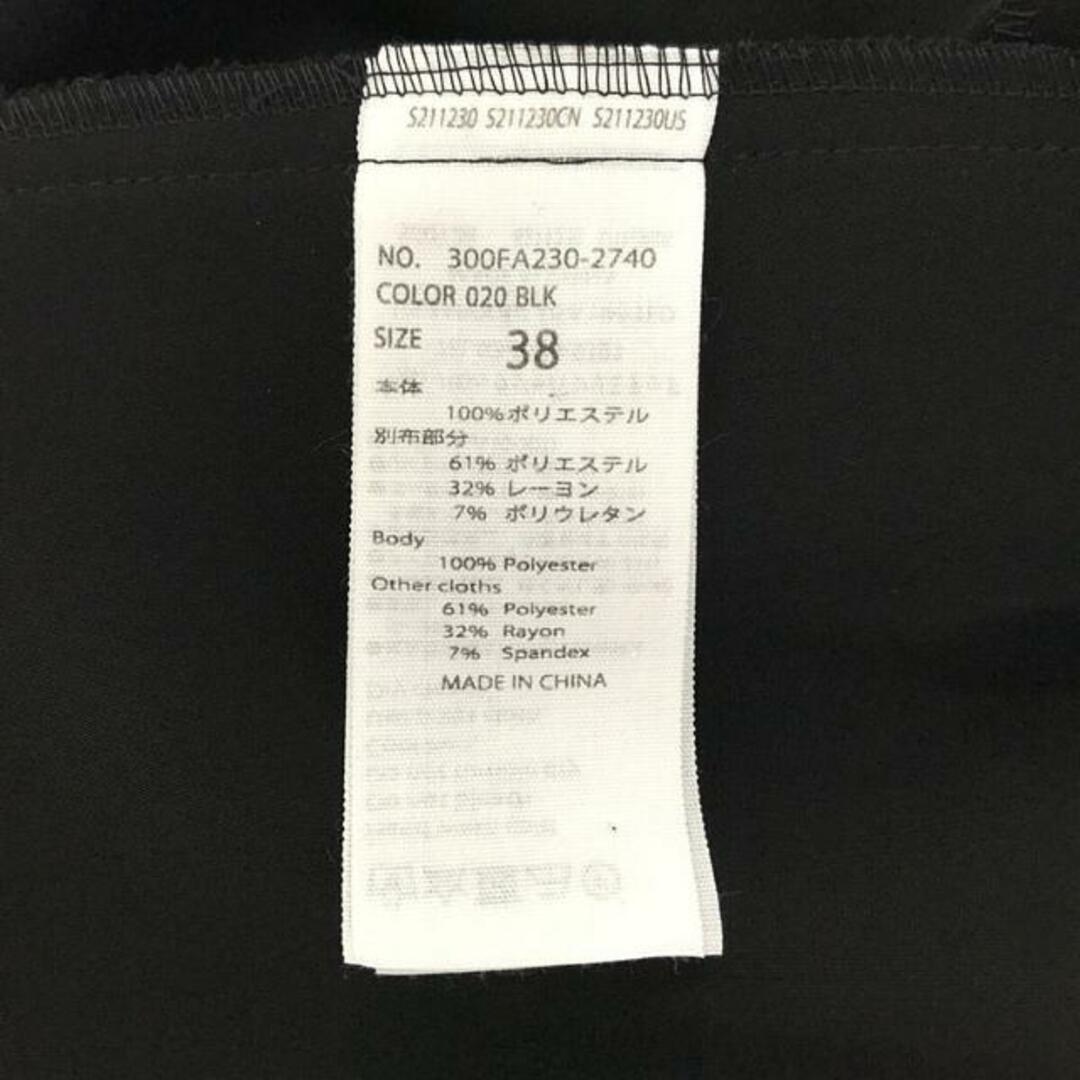 S211230 S211230CN S211230US
NO. 300FA230-2740
COLOR 020 BLK
SIZE 38
本体
100%ポリエステル
別布部分
61% ポリエステル
32% レーヨン
7% ポリウレタン
Body
100% Polyester
Other cloths
61% Polyester
32% Rayon
7% Spandex
MADE IN CHINA